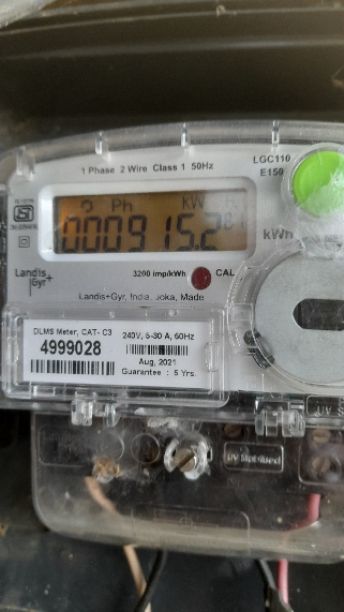 1 Phase 2 Wire Class 1 50Hz
LGC110
E150
Ph kW
000915.2
kWh
3200 imp/kWh CAL
Landis
Gyr+
Landis+Gyr, India, Joka, Made
DLMS Meter, CAT- C3
4999028
240V, 5-30 A, 50Hz
Aug, 2021
Guarantee : 5 Yrs.